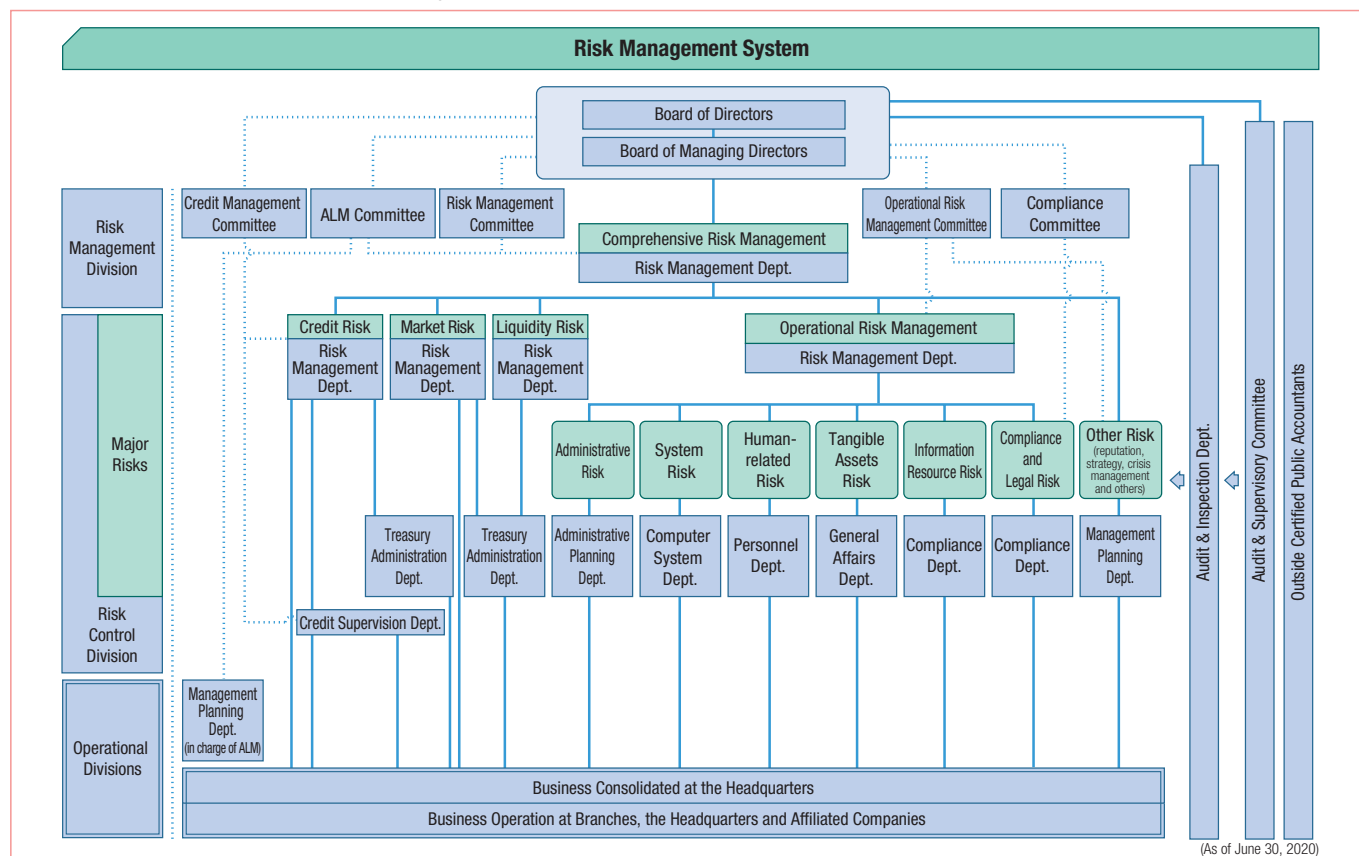 Risk Management System
Board of Directors
Board of Managing Directors
Risk
Management
Division
Credit Management
Committee
ALM Committee
Risk Management
Committee
Operational Risk
Management Committee
Compliance
Committee
Comprehensive Risk Management
Risk Management Dept.
Major
Risks
Risk
Control
Division
Credit Risk
Risk
Management
Dept.
Market Risk
Risk
Management
Dept.
Liquidity Risk
Risk
Management
Dept.
Operational Risk Management
Risk Management Dept.
Administrative
Risk
System
Risk
Human-
related
Risk
Tangible
Assets
Risk
Information
Resource Risk
Compliance
and
Legal Risk
Other Risk
(reputation,
strategy, crisis
management
and others)
Treasury
Administration
Dept.
Treasury
Administration
Dept.
Administrative
Planning
Dept.
Computer
System
Dept.
Personnel
Dept.
General
Affairs
Dept.
Compliance
Dept.
Compliance
Dept.
Management
Planning
Dept.
Credit Supervision Dept.
Operational
Divisions
Management
Planning
Dept.
(in charge of ALM)
Business Consolidated at the Headquarters
Business Operation at Branches, the Headquarters and Affiliated Companies
Audit & Inspection Dept.
Audit & Supervisory Committee
Outside Certified Public Accountants
(As of June 30, 2020)